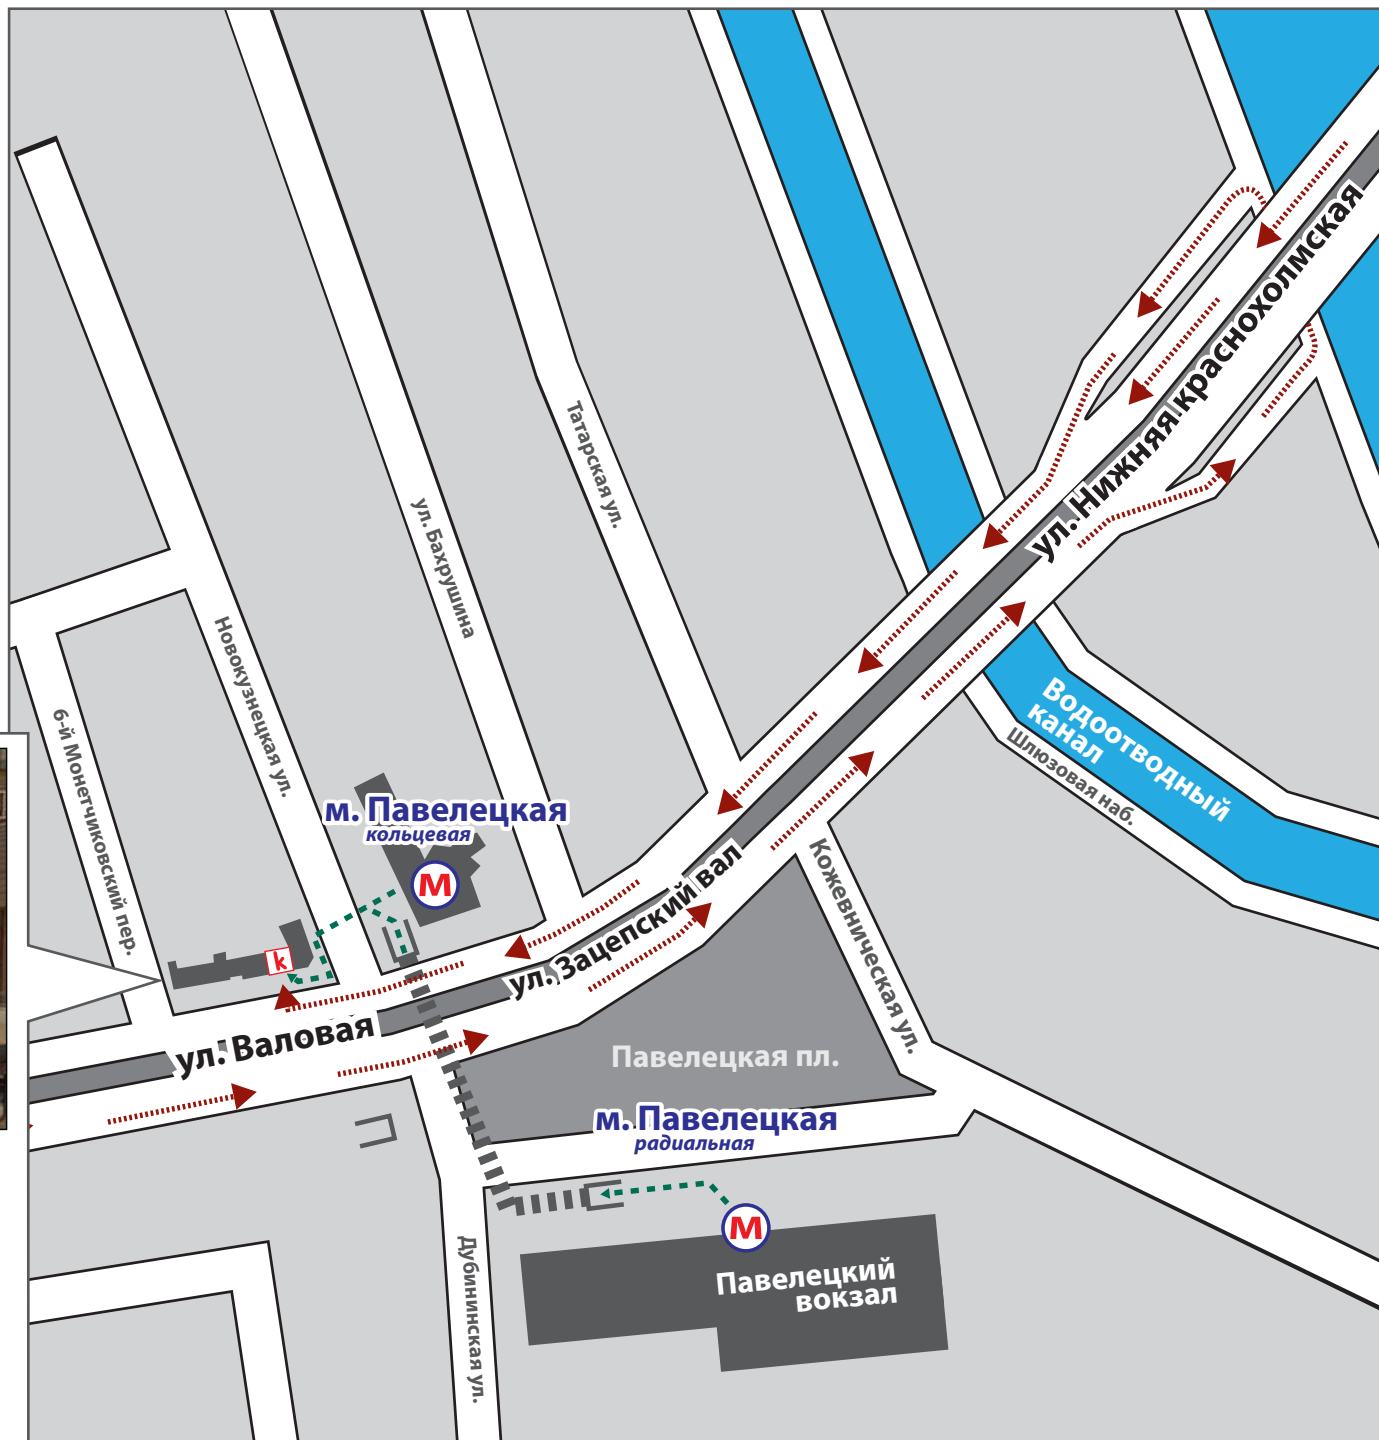 ул. Нижняя краснохолмская
Татарская ул.
ул. Бахрушина
Новокузнецкая ул.
6-й Монетчиковский пер.
Водоотводный
канал
Шлюзовая наб.
м. Павелецкая
кольцевая
М
k
ул. Зацепский вал
Кожевническая ул.
ул. Валовая
Павелецкая пл.
м. Павелецкая
радиальная
М
Павелецкий
вокзал
Дубининская ул.